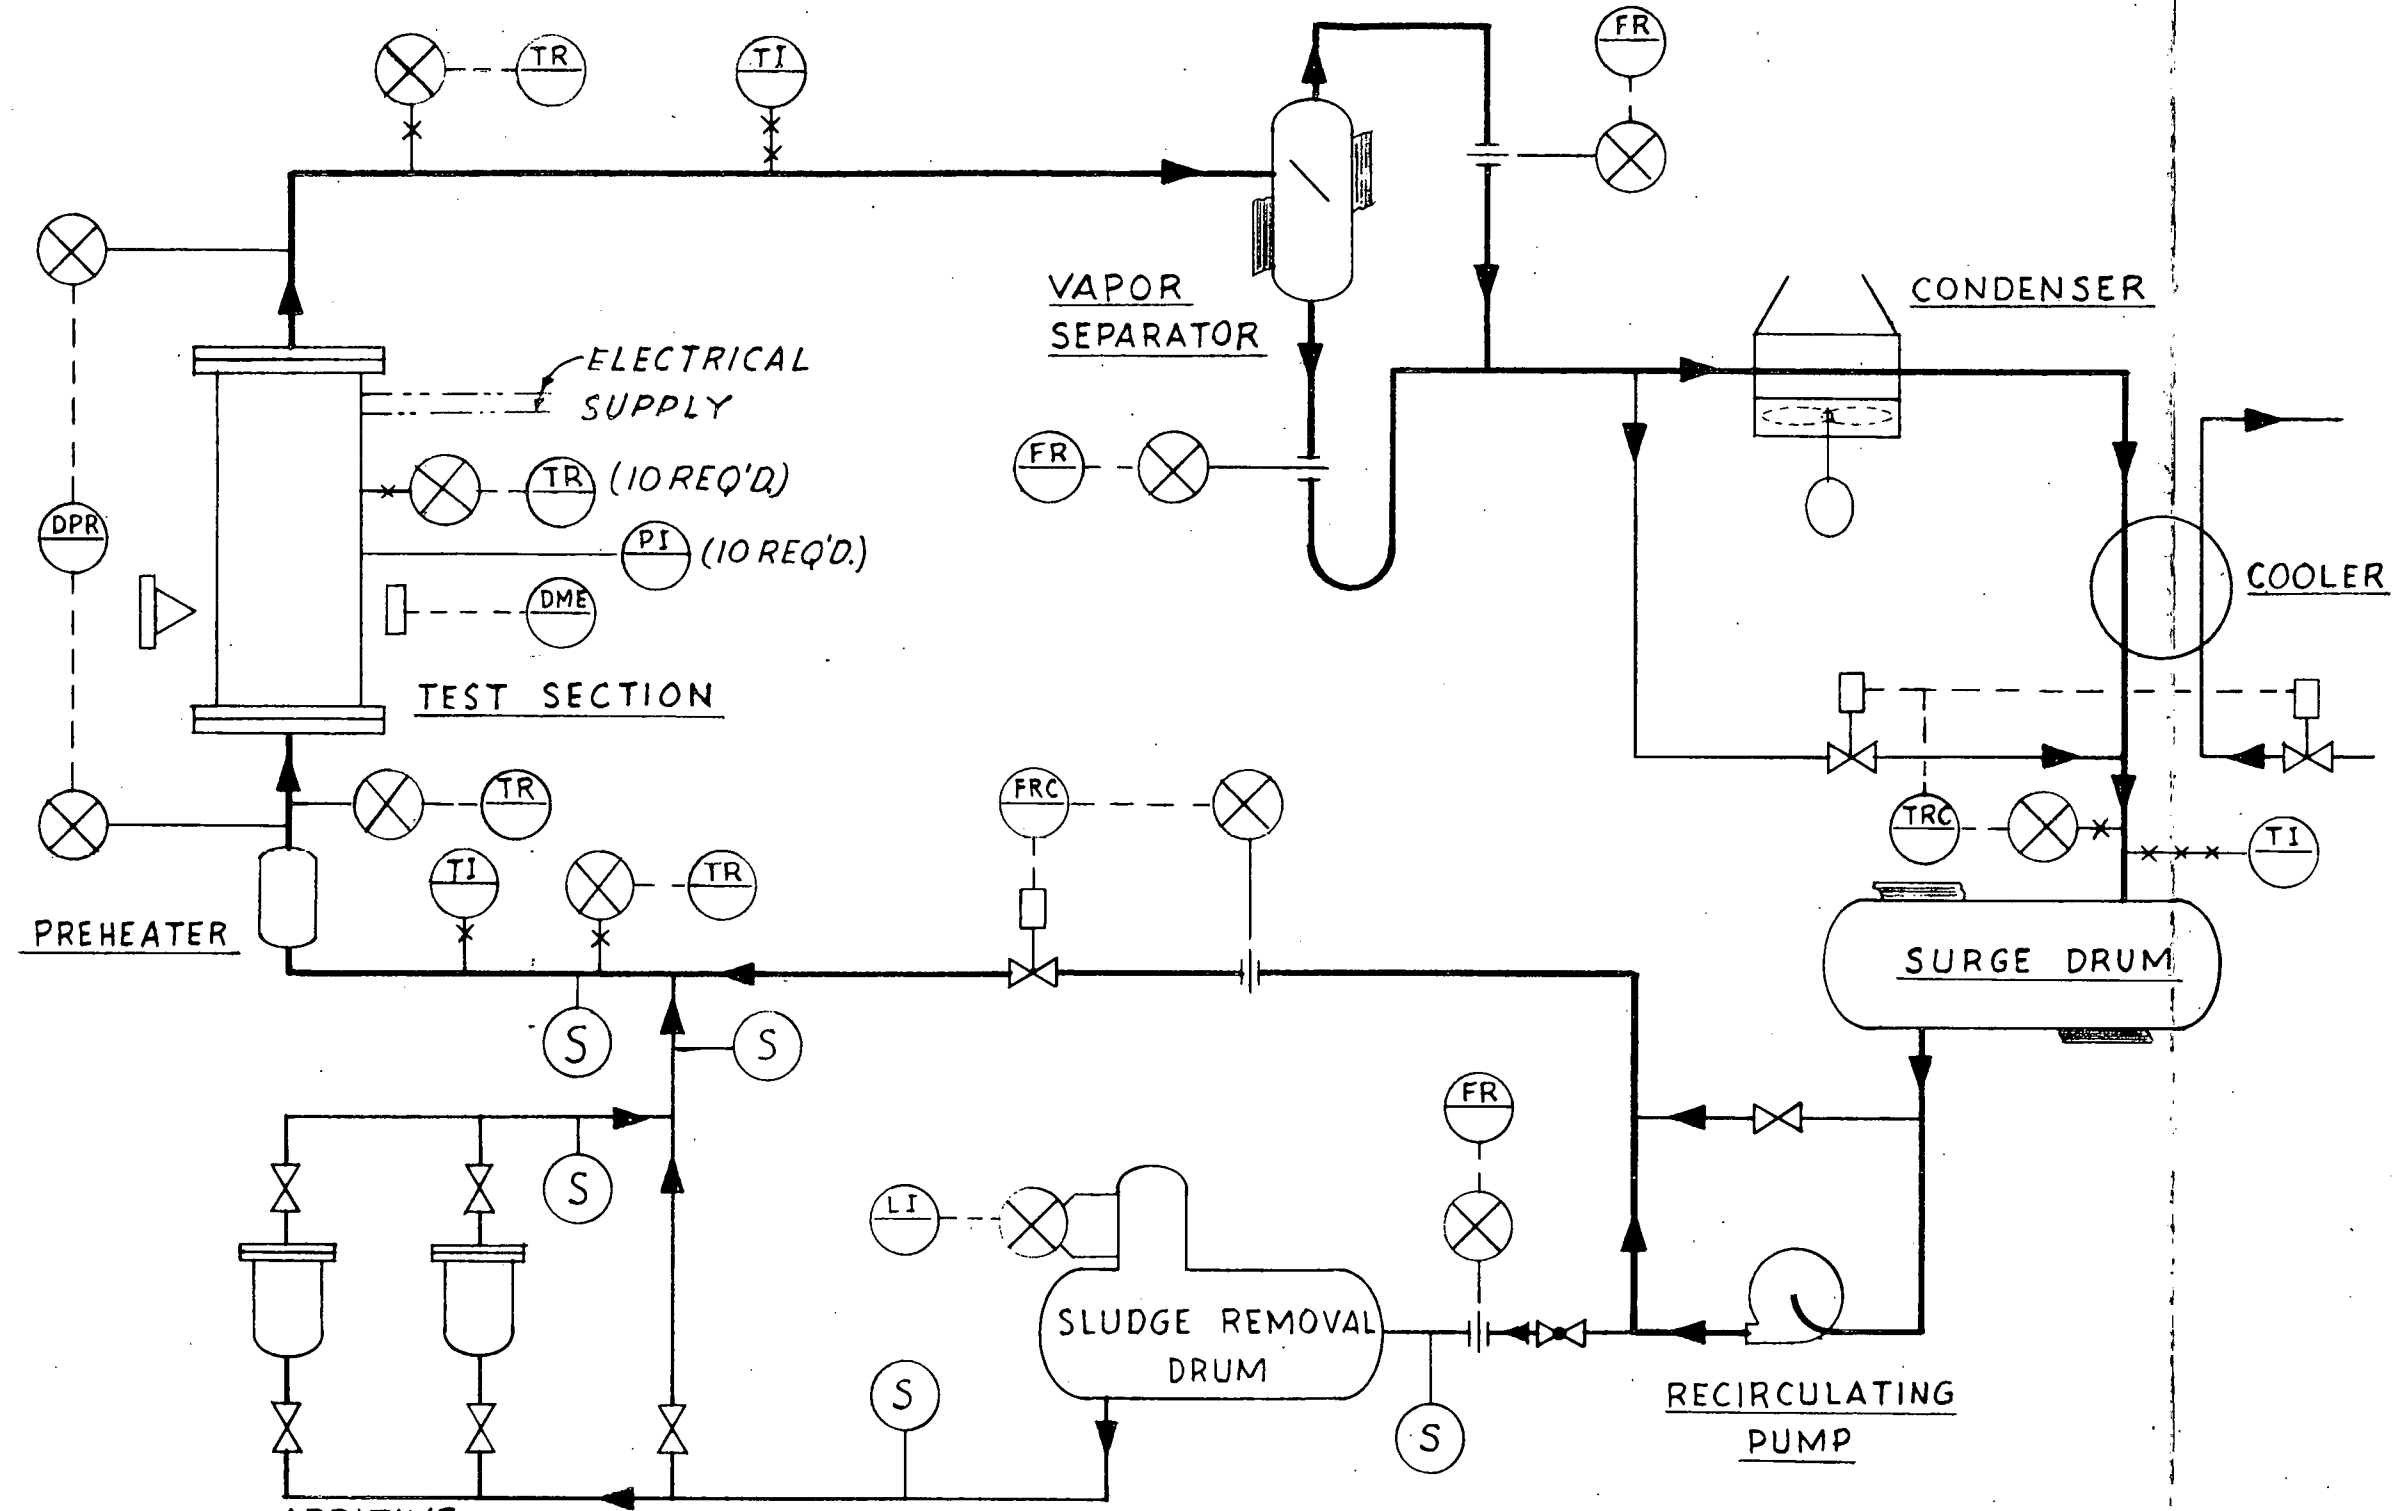 TR
TI
FR
VAPOR
SEPARATOR
CONDENSER
ELECTRICAL
SUPPLY
FR
TR (10 REQ'D.)
DPR
PI (10 REQ'D.)
DME
COOLER
TEST SECTION
TR
FRC
TRC
TI
TI
TR
PREHEATER
SURGE DRUM
S
S
FR
S
LI
SLUDGE REMOVAL
DRUM
S
S
RECIRCULATING
PUMP